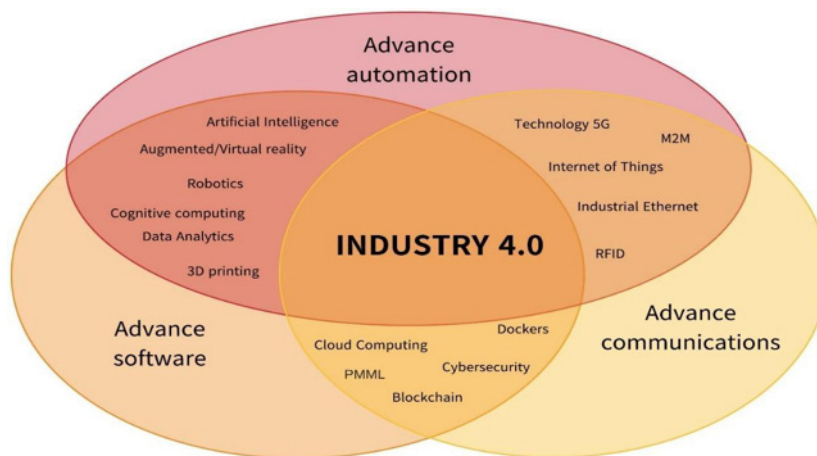 Advance
automation
Artificial Intelligence
Augmented/Virtual reality
Robotics
Cognitive computing
Data Analytics
3D printing
Technology 5G
M2M
Internet of Things
Industrial Ethernet
RFID
INDUSTRY 4.0
Advance
software
Advance
communications
Dockers
Cloud Computing
Cybersecurity
PMML
Blockchain